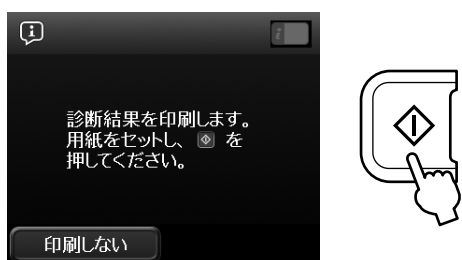 診断結果を印刷します。
用紙をセットし、 を
押してください。
印刷しない